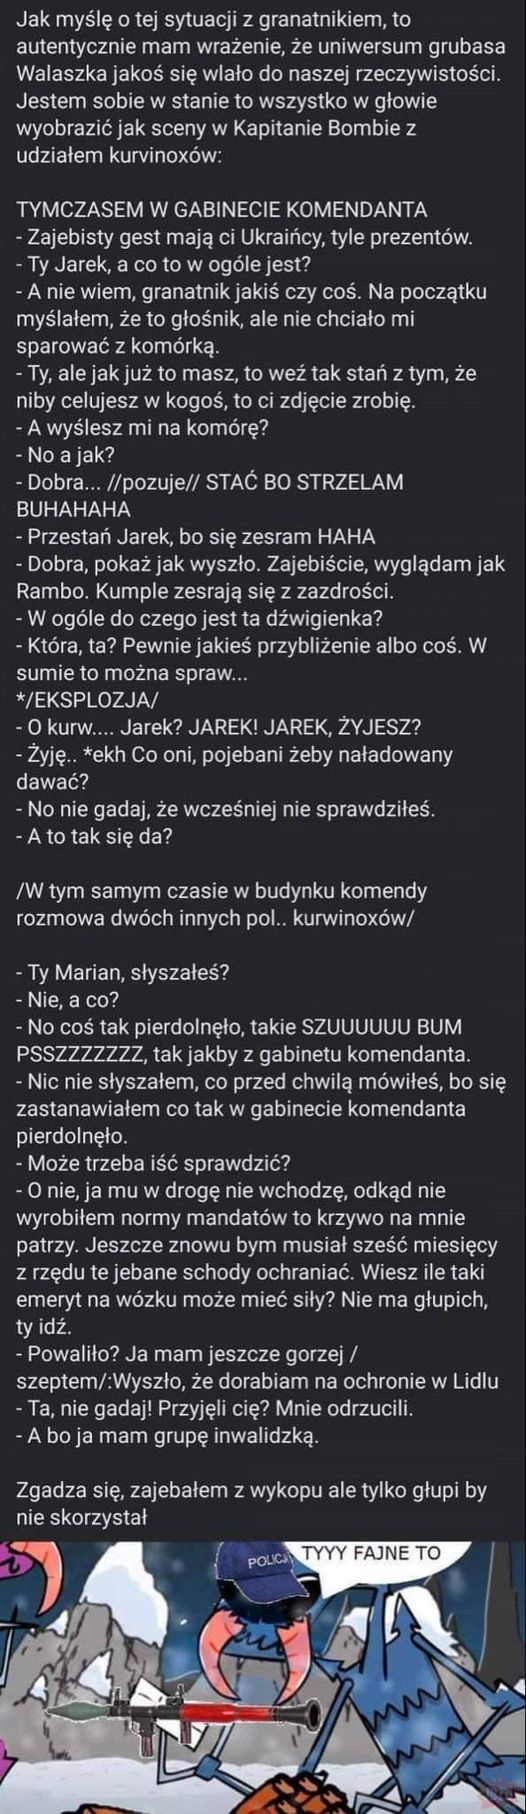 Jak myślę o tej sytuacji z granatnikiem, to
autentycznie mam wrażenie, że uniwersum grubasa
Walaszka jakoś się wlało do naszej rzeczywistości.
Jestem sobie w stanie to wszystko w głowie
wyobrazić jak sceny w Kapitanie Bombie z
udziałem kurvinoxów:
TYMCZASEM W GABINECIE KOMENDANTA
- Zajebisty gest mają ci Ukraińcy, tyle prezentów.
- Ty Jarek, a co to w ogóle jest?
- A nie wiem, granatnik jakiś czy coś. Na początku
myślałem, że to głośnik, ale nie chciało mi
sparować z komórką.
- Ty, ale jak już to masz, to weź tak stań z tym, że
niby celujesz w kogoś, to ci zdjęcie zrobię.
- A wyślesz mi na komórę?
- No a jak?
- Dobra... //pozuje// STAĆ BO STRZELAM
BUHAHAHA
- Przestań Jarek, bo się zesram HAHA
- Dobra, pokaż jak wyszło. Zajebiście, wyglądam jak
Rambo. Kumple zesrają się z zazdrości.
- W ogóle do czego jest ta dźwigienka?
- Która, ta? Pewnie jakieś przybliżenie albo coś. W
sumie to można spraw...
*/EKSPLOZJA/
- O kurw.... Jarek? JAREK! JAREK, ŻYJESZ?
- Żyję.. *ekh Co oni, pojebani żeby naładowany
dawać?
- No nie gadaj, że wcześniej nie sprawdziłeś.
- A to tak się da?
/W tym samym czasie w budynku komendy
rozmowa dwóch innych pol.. kurwinoxów/
- Ty Marian, słyszałeś?
- Nie, a co?
- No coś tak pierdolnęło, takie SZUUUUUU BUM
PSSZZZZZZZ, tak jakby z gabinetu komendanta.
- Nic nie słyszałem, co przed chwilą mówiłeś, bo się
zastanawiałem co tak w gabinecie komendanta
pierdolnęło.
- Może trzeba iść sprawdzić?
- O nie, ja mu w drogę nie wchodzę, odkąd nie
wyrobiłem normy mandatów to krzywo na mnie
patrzy. Jeszcze znowu bym musiał sześć miesięcy
z rzędu te jebane schody ochraniać. Wiesz ile taki
emeryt na wózku może mieć siły? Nie ma głupich,
ty idź.
- Powaliło? Ja mam jeszcze gorzej /
szeptem/:Wyszło, że dorabiam na ochronie w Lidlu
- Ta, nie gadaj! Przyjęli cię? Mnie odrzucili.
- A bo ja mam grupę inwalidzką.
Zgadza się, zajebałem z wykopu ale tylko głupi by
nie skorzystał
TYYY FAJNE TO
POLICJ